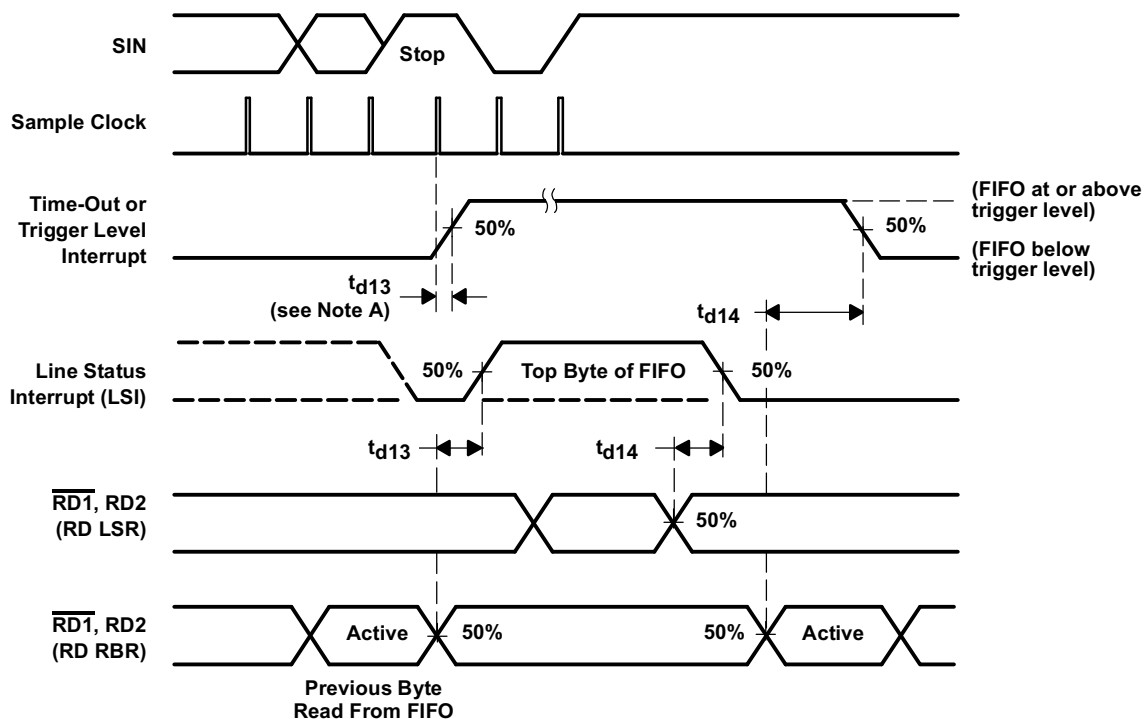 SIN
Stop
Sample Clock
Time-Out or
Trigger Level
Interrupt
50%
50%
(FIFO at or above
trigger level)
(FIFO below
trigger level)
td13
(see Note A)
td14
Line Status
Interrupt (LSI)
50%
Top Byte of FIFO
50%
td13
td14
RD1, RD2
(RD LSR)
50%
RD1, RD2
(RD RBR)
Active
50%
50%
Active
Previous Byte
Read From FIFO